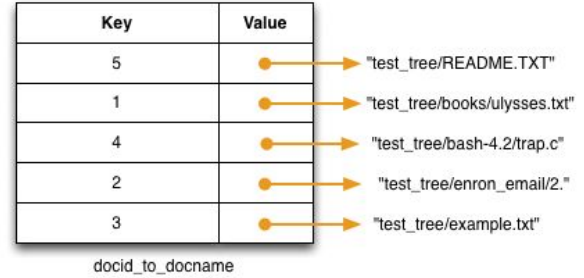 Key Value
5 "test_tree/README.TXT"
1 "test_tree/books/ulysses.txt"
4 "test_tree/bash-4.2/trap.c"
2 "test_tree/enron_email/2."
3 "test_tree/example.txt"
docid_to_docname